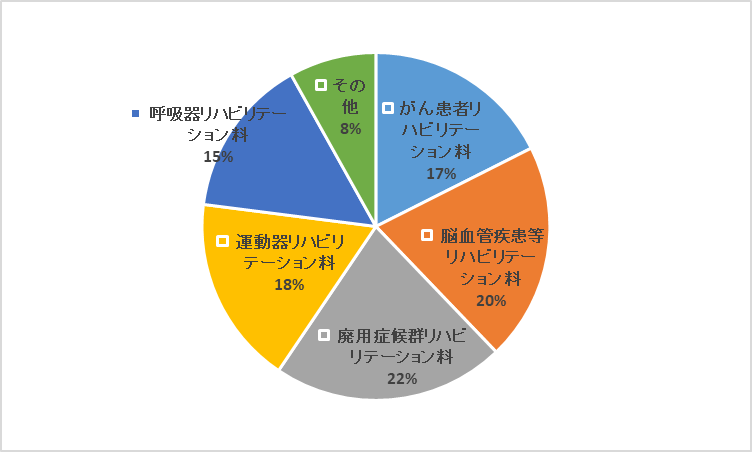 がん患者リ
ハビリテー
ション料
17%
脳血管疾患等
リハビリテー
ション料
20%
廃用症候群リハビ
リテーション料
22%
運動器リハビリ
テーション料
18%
呼吸器リハビリテー
ション料
15%
その
他
8%